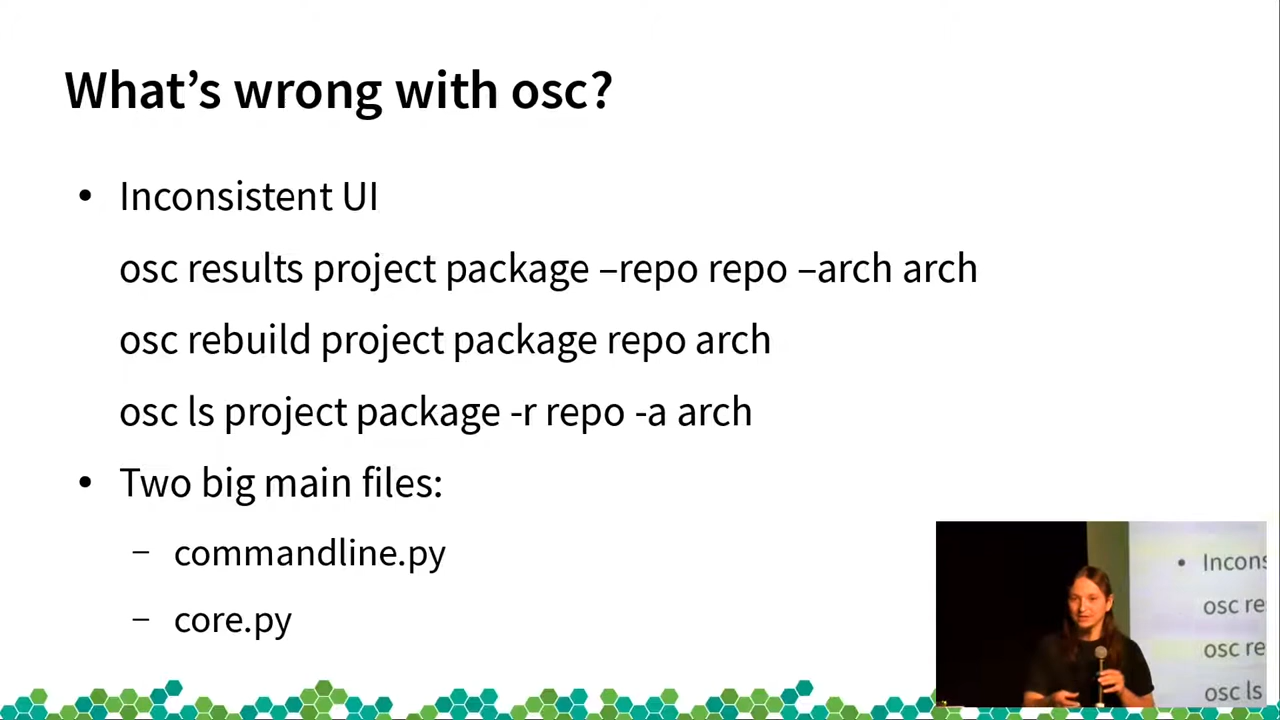 What’s wrong with osc?
• Inconsistent UI
osc results project package –repo repo –arch arch
osc rebuild project package repo arch
osc ls project package -r repo -a arch
• Two big main files:
– commandline.py
– core.py
• Incons
osc re
osc re
osc ls